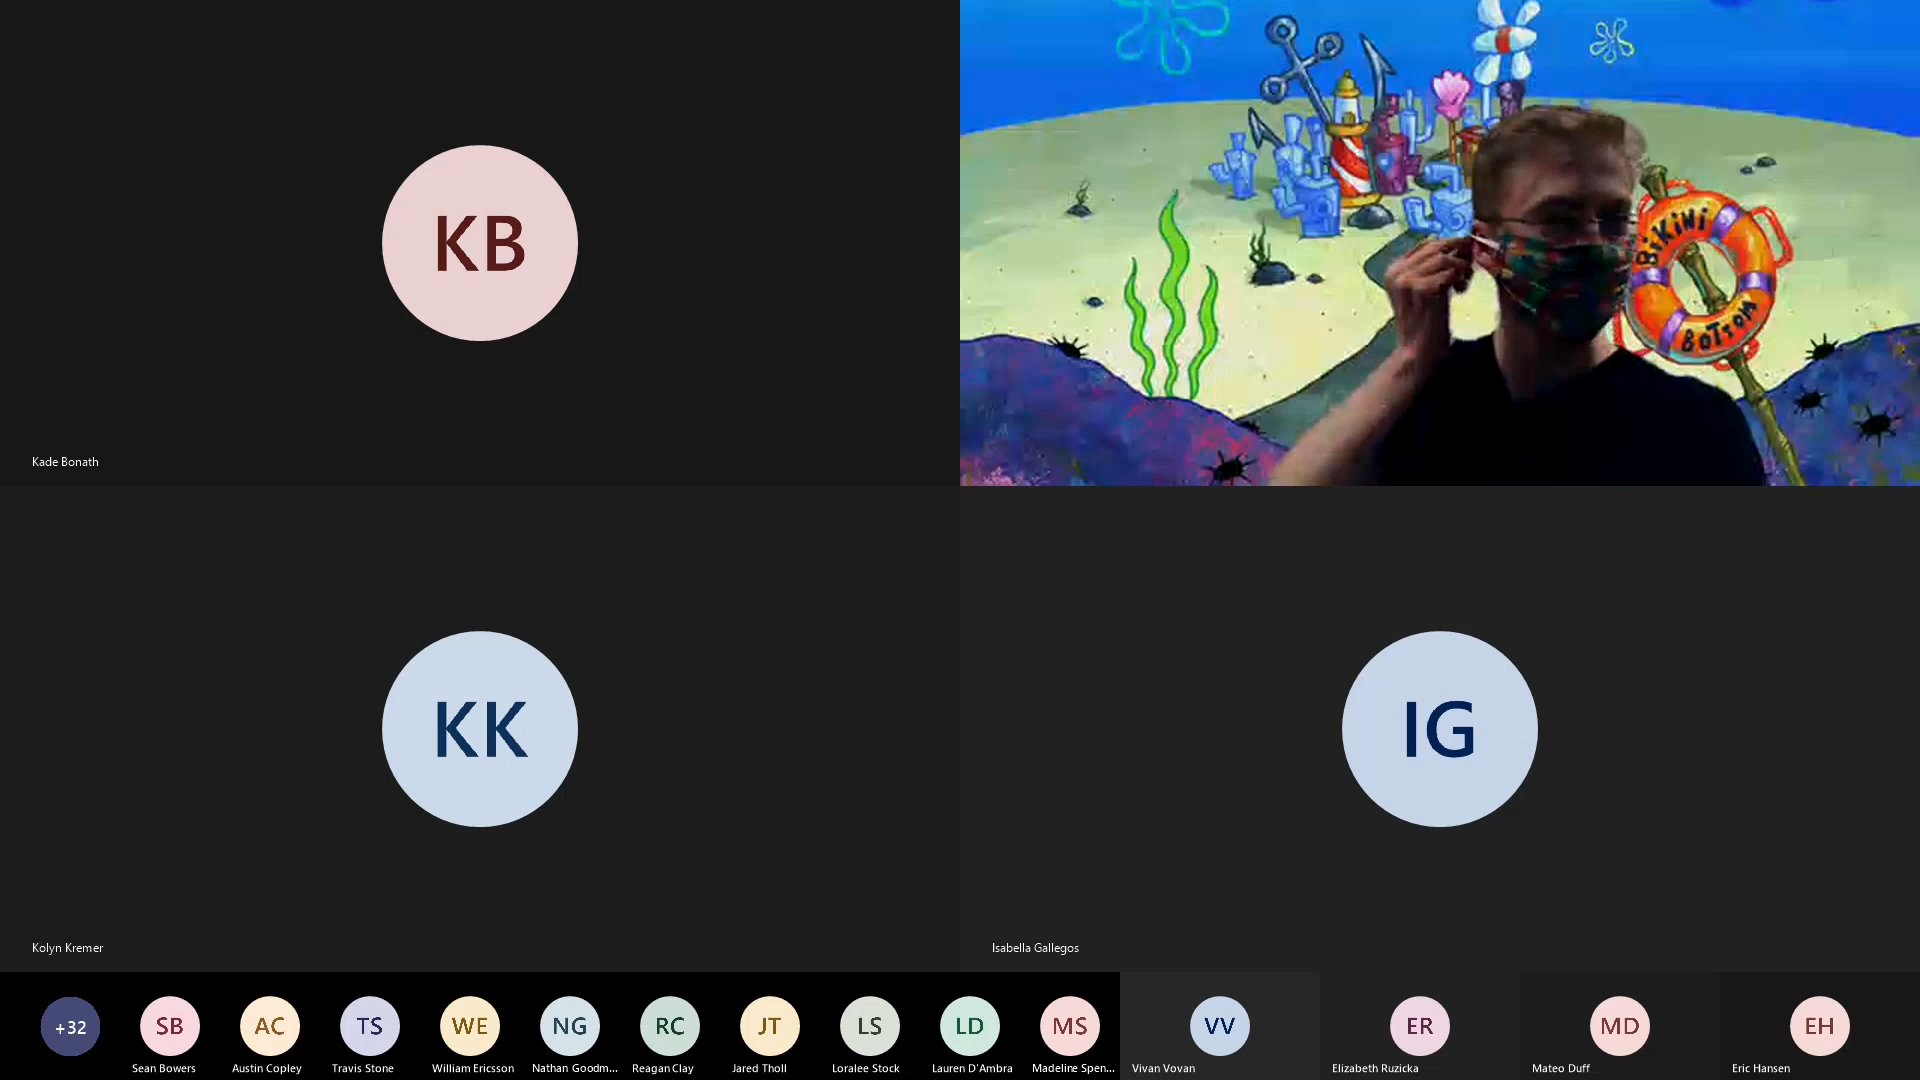 KB
Kade Bonath
BiKiNi
BOTTOM
KK
Kolyn Kremer
IG
Isabella Gallegos
+32
SB
AC
TS
WE
NG
RC
JT
LS
LD
MS
VV
ER
MD
EH
Sean Bowers
Austin Copley
Travis Stone
William Ericsson
Nathan Goodm...
Reagan Clay
Jared Tholl
Loralee Stock
Lauren D'Ambra
Madeline Spen...
Vivan Vovan
Elizabeth Ruzicka
Mateo Duff
Eric Hansen